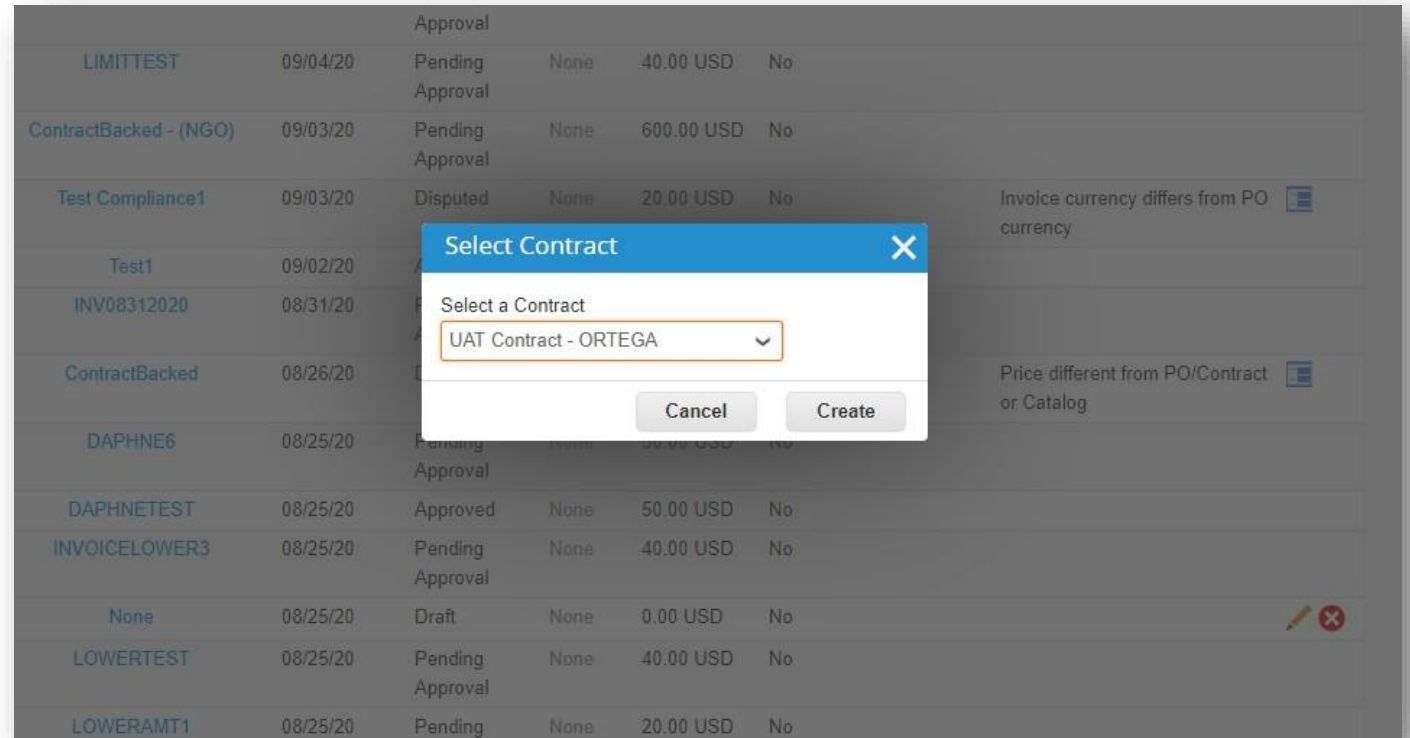 Approval
LIMITTEST 09/04/20 Pending None 40.00 USD No
Approval
ContractBacked - (NGO) 09/03/20 Pending None 600.00 USD No
Approval
Test Compliance1 09/03/20 Disputed None 20.00 USD No Invoice currency differs from PO
currency
Select Contract
Test1 09/02/20
INV08312020 08/31/20
Select a Contract
UAT Contract - ORTEGA
ContractBacked 08/26/20 Price different from PO/Contract
or Catalog
Cancel Create
DAPHNE6 08/25/20 Pending None 50.00 USD No
Approval
DAPHNETEST 08/25/20 Approved None 50.00 USD No
INVOICELOWER3 08/25/20 Pending None 40.00 USD No
Approval
None 08/25/20 Draft None 0.00 USD No
LOWERTEST 08/25/20 Pending None 40.00 USD No
Approval
LOWERAMT1 08/25/20 Pending None 20.00 USD No